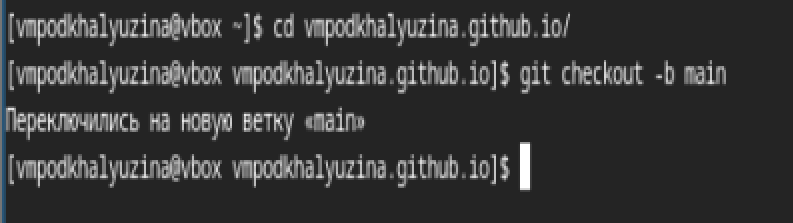 [vmpodkhalyuzina@vbox ~]$ cd vmpodkhalyuzina.github.io/
[vmpodkhalyuzina@vbox vmpodkhalyuzina.github.io]$ git checkout -b main
Переключились на новую ветку «main»
[vmpodkhalyuzina@vbox vmpodkhalyuzina.github.io]$